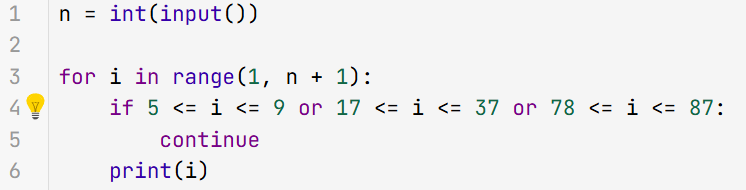 1 n = int(input())
2
3 for i in range(1, n + 1):
4     if 5 <= i <= 9 or 17 <= i <= 37 or 78 <= i <= 87:
5         continue
6     print(i)